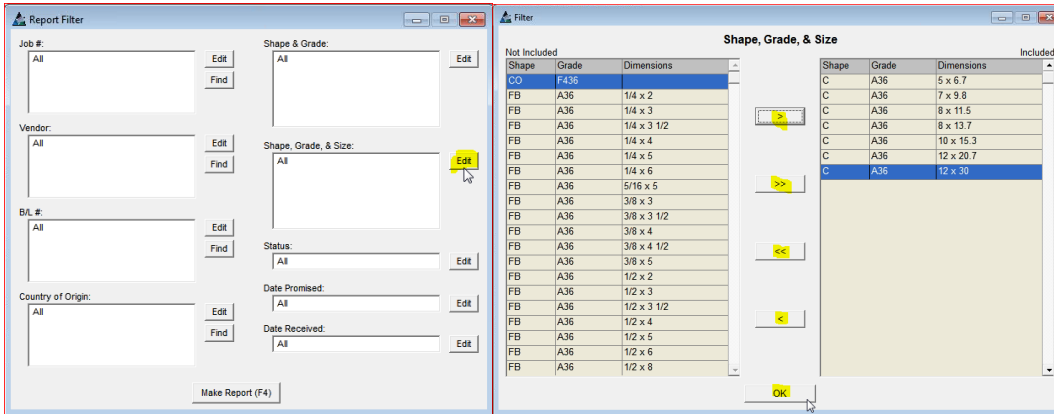 Report Filter
Job #:
All
Edit
Find
Vendor:
All
Edit
Find
B/L #:
All
Edit
Find
Country of Origin:
All
Edit
Find
Shape & Grade:
All
Edit
Shape, Grade, & Size:
All
Edit
Status:
All
Edit
Date Promised:
All
Edit
Date Received:
All
Edit
Make Report (F4)
Filter
Shape, Grade, & Size
Not Included
Shape Grade Dimensions
CO F436
FB A36 1/4 x 2
FB A36 1/4 x 3
FB A36 1/4 x 3 1/2
FB A36 1/4 x 4
FB A36 1/4 x 5
FB A36 1/4 x 6
FB A36 5/16 x 5
FB A36 3/8 x 3
FB A36 3/8 x 3 1/2
FB A36 3/8 x 4
FB A36 3/8 x 4 1/2
FB A36 3/8 x 5
FB A36 1/2 x 2
FB A36 1/2 x 3
FB A36 1/2 x 3 1/2
FB A36 1/2 x 4
FB A36 1/2 x 5
FB A36 1/2 x 6
FB A36 1/2 x 8
>
>>
<<
<
Included
Shape Grade Dimensions
C A36 5 x 6.7
C A36 7 x 9.8
C A36 8 x 11.5
C A36 8 x 13.7
C A36 10 x 15.3
C A36 12 x 20.7
C A36 12 x 30
OK